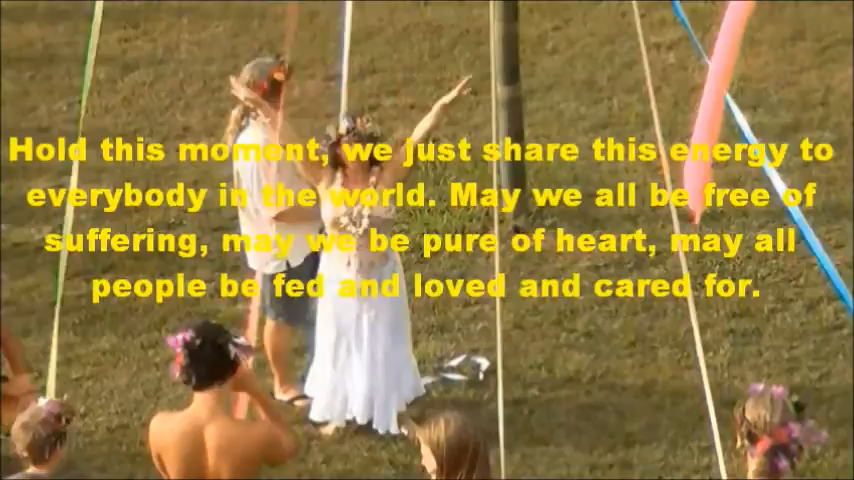 Hold this moment, we just share this energy to
everybody in the world. May we all be free of
suffering, may we be pure of heart, may all
people be fed and loved and cared for.